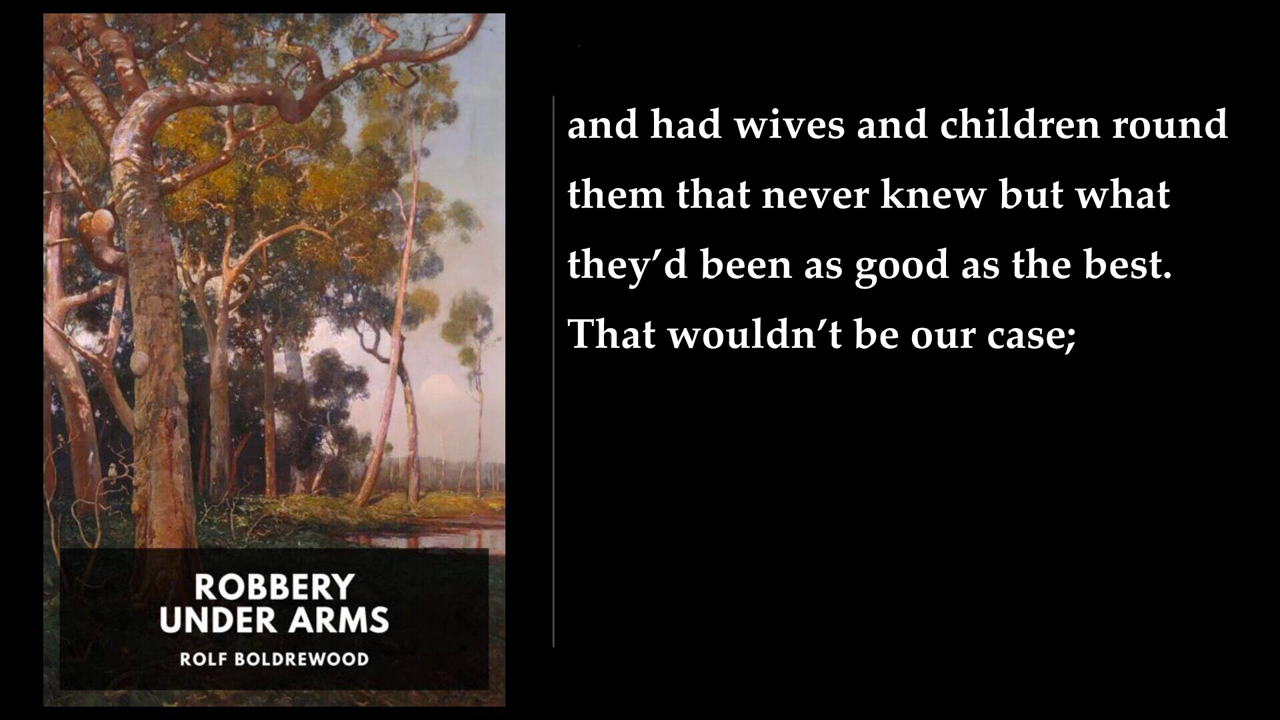 ROBBERY
UNDER ARMS
ROLF BOLDREWOOD
and had wives and children round
them that never knew but what
they’d been as good as the best.
That wouldn’t be our case;